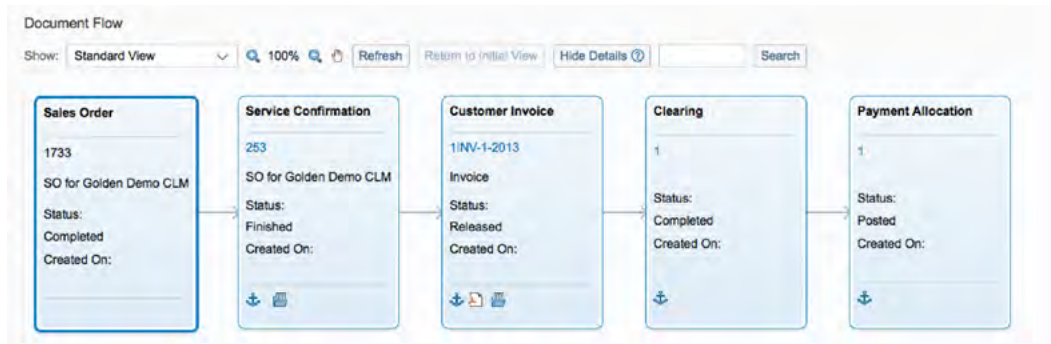 Document Flow
Show: Standard View 100% Refresh Return to Initial View Hide Details ? Search
Sales Order
1733
SO for Golden Demo CLM
Status:
Completed
Created On:
Service Confirmation
253
SO for Golden Demo CLM
Status:
Finished
Created On:
Customer Invoice
1INV-1-2013
Invoice
Status:
Released
Created On:
Clearing
1
Status:
Completed
Created On:
Payment Allocation
1
Status:
Posted
Created On: